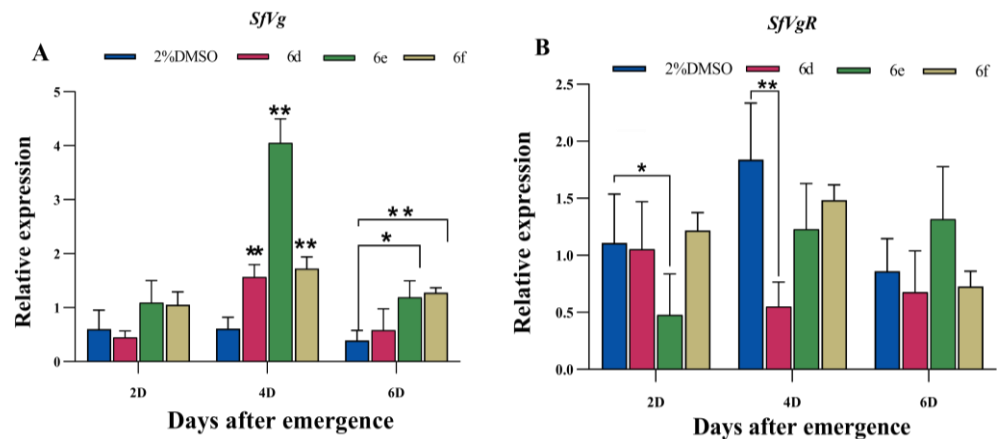 SfVg
A
2%DMSO 6d 6e 6f
Relative expression
5
4
3
2
1
0
**
**
**
**
*
2D 4D 6D
Days after emergence
SfVgR
B
2%DMSO 6d 6e 6f
Relative expression
2.5
2.0
1.5
1.0
0.5
0.0
**
*
2D 4D 6D
Days after emergence